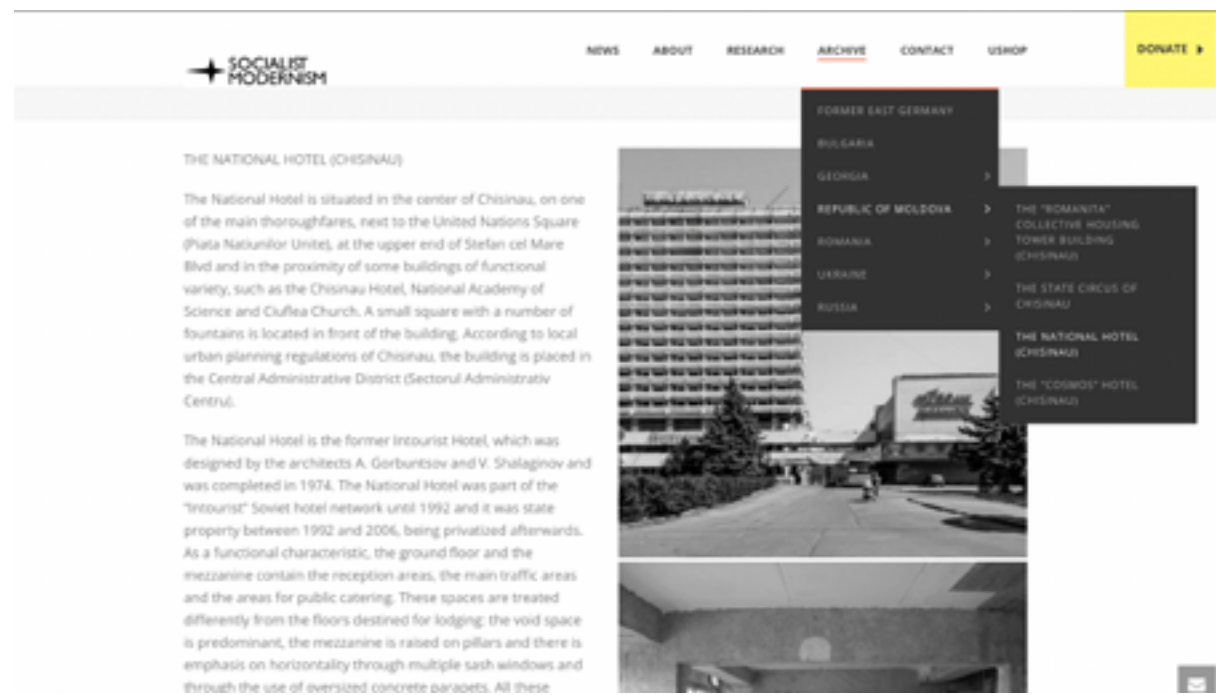 SOCIALIST
MODERNISM
NEWS
ABOUT
RESEARCH
ARCHIVE
CONTACT
USHOP
DONATE
FORMER EAST GERMANY
BULGARIA
GEORGIA
REPUBLIC OF MOLDOVA
ROMANIA
UKRAINE
RUSSIA
THE "ROMANITA"
COLLECTIVE HOUSING
TOWER BUILDING
(CHISINAU)
THE STATE CIRCUS OF
CHISINAU
THE NATIONAL HOTEL
(CHISINAU)
THE "COSMOS" HOTEL
(CHISINAU)
THE NATIONAL HOTEL (CHISINAU)
The National Hotel is situated in the center of Chisinau, on one
of the main thoroughfares, next to the United Nations Square
(Piata Natiunilor Unite), at the upper end of Stefan cel Mare
Blvd and in the proximity of some buildings of functional
variety, such as the Chisinau Hotel, National Academy of
Science and Ciuflea Church. A small square with a number of
fountains is located in front of the building. According to local
urban planning regulations of Chisinau, the building is placed in
the Central Administrative District (Sectorul Administrativ
Centru).
The National Hotel is the former Intourist Hotel, which was
designed by the architects A. Gorbuntsov and V. Shalaginov and
was completed in 1974. The National Hotel was part of the
"Intourist" Soviet hotel network until 1992 and it was state
property between 1992 and 2006, being privatized afterwards.
As a functional characteristic, the ground floor and the
mezzanine contain the reception areas, the main traffic areas
and the areas for public catering. These spaces are treated
differently from the floors destined for lodging: the void space
is predominant, the mezzanine is raised on pillars and there is
emphasis on horizontality through multiple sash windows and
through the use of oversized concrete parapets. All these